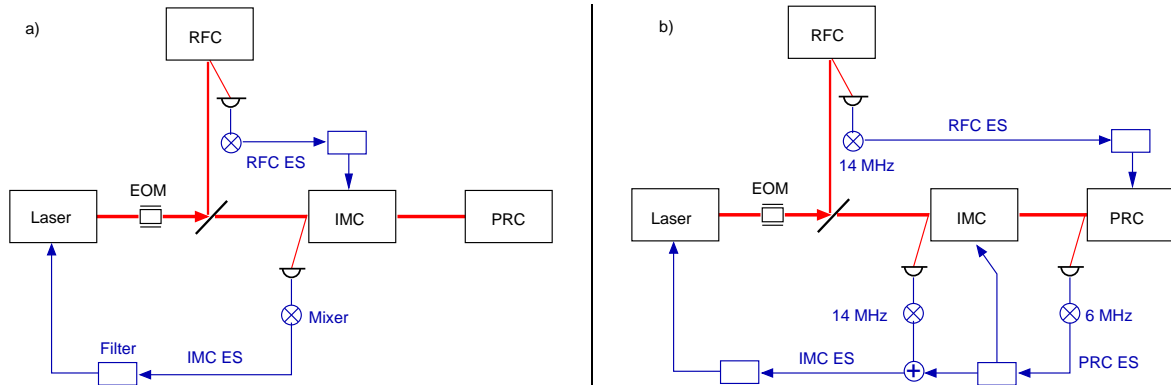 a)
RFC
RFC ES
EOM
Laser
IMC
PRC
Mixer
Filter
IMC ES
b)
RFC
RFC ES
14 MHz
EOM
Laser
IMC
PRC
14 MHz
6 MHz
IMC ES
PRC ES